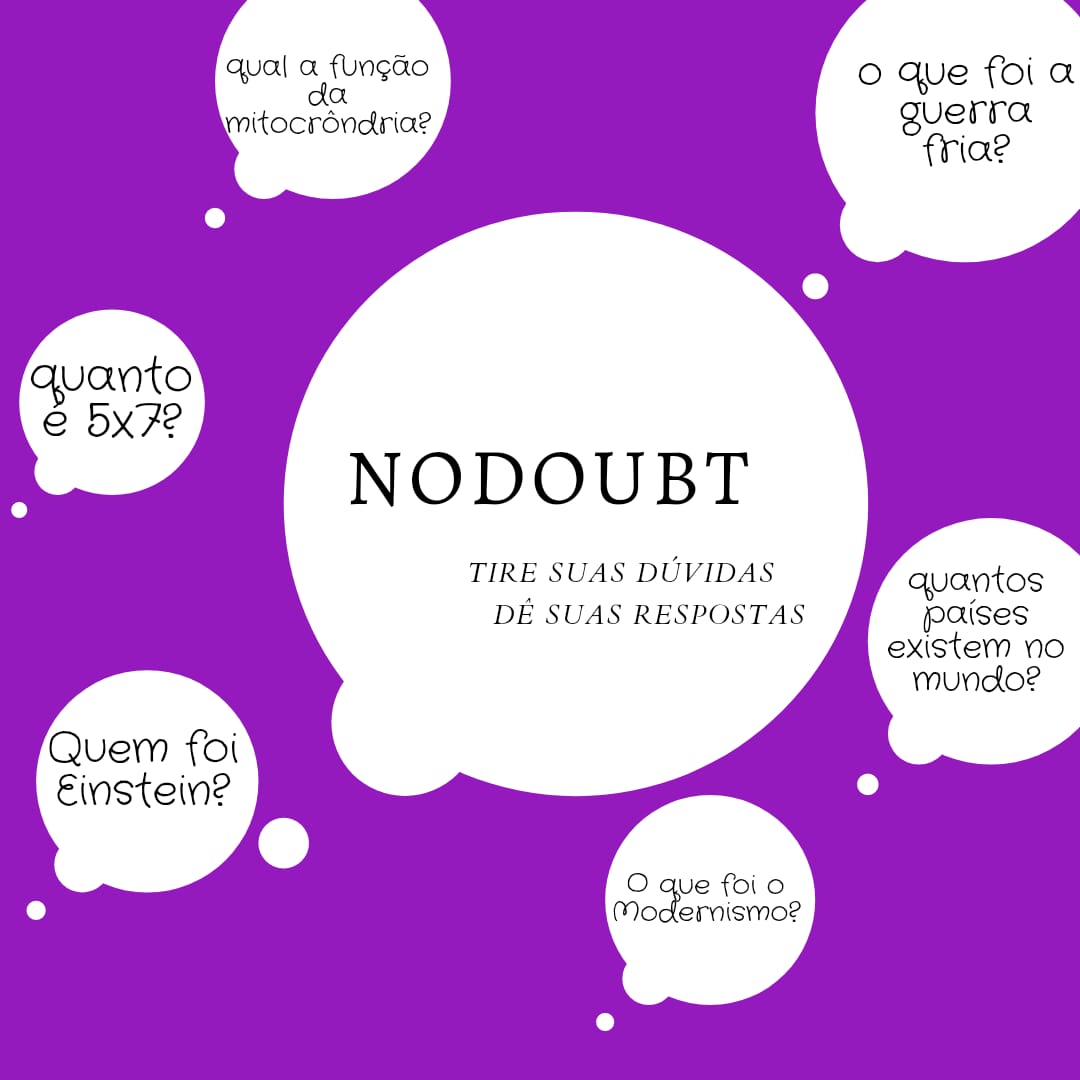 qual a função
da
mitocrôndria?
o que foi a
guerra
fria?
quanto
é 5x7?
NODOUBT
TIRE SUAS DÚVIDAS
DÊ SUAS RESPOSTAS
quantos
países
existem no
mundo?
Quem foi
Einstein?
O que foi o
Modernismo?